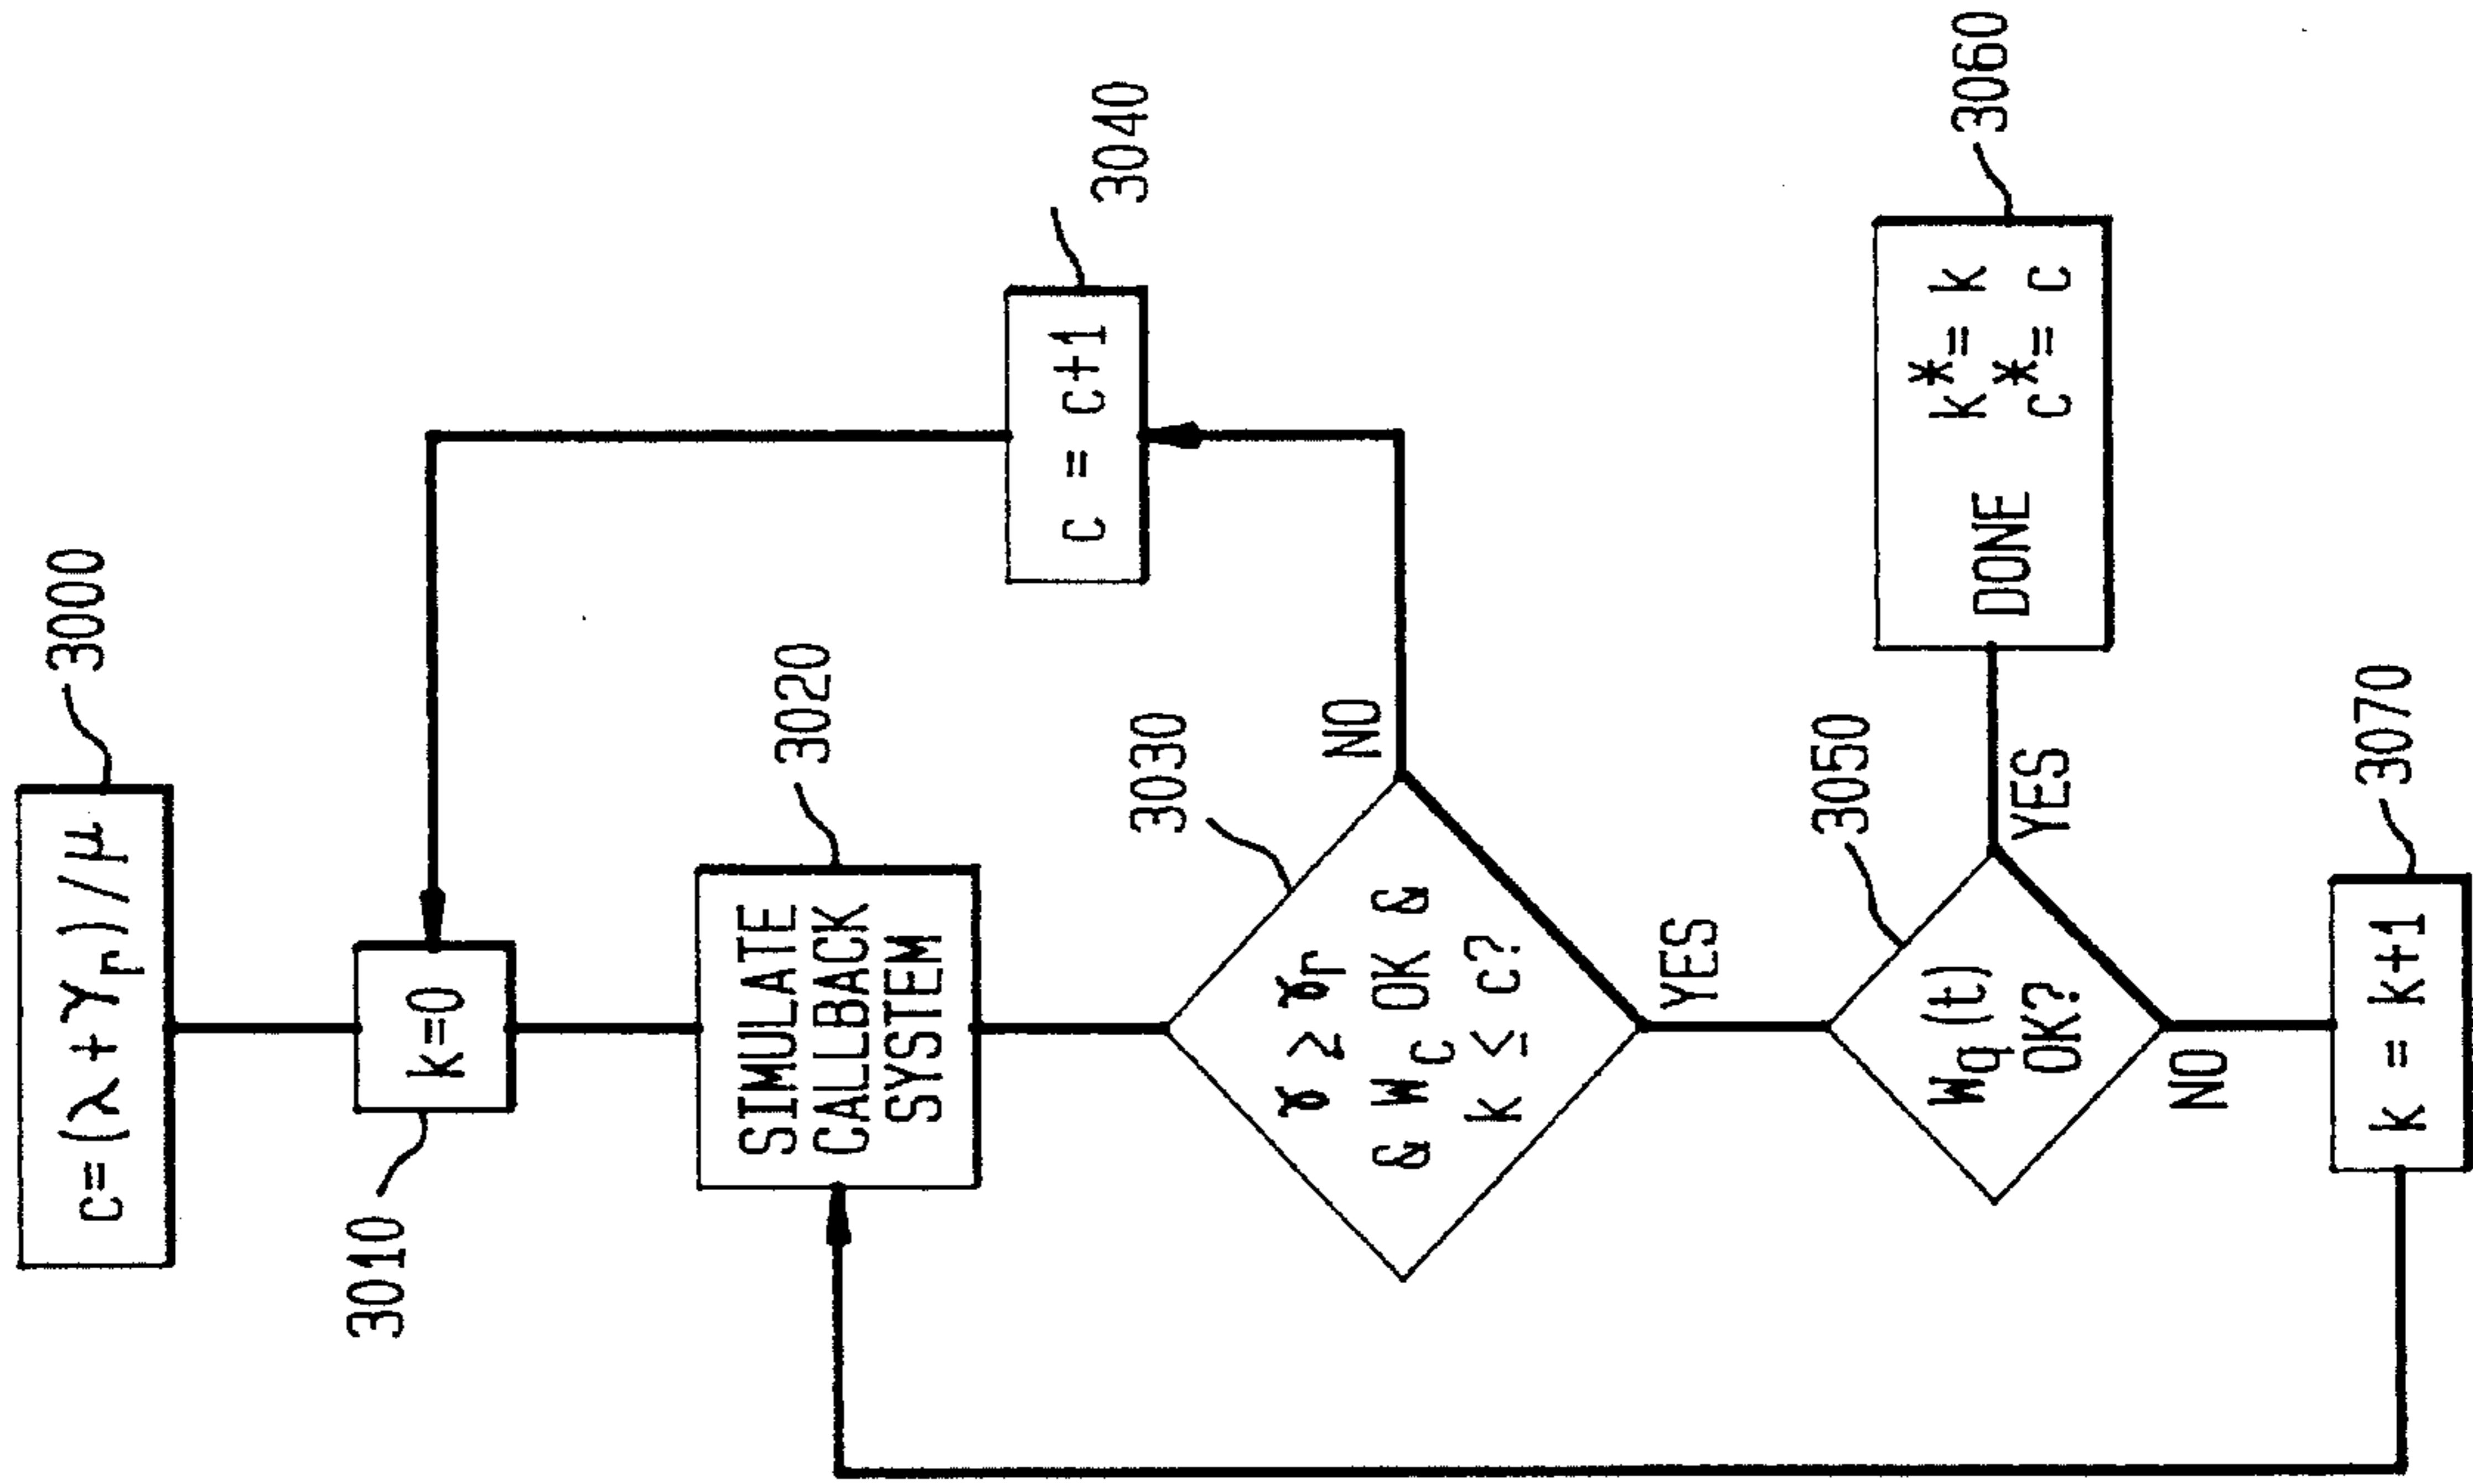 3000
c=(λ+γr)/μ
3010
k=0
3020
SIMULATE
CALLBACK
SYSTEM
3030
γ ≥ γr
& Wc OK &
k ≤ c?
NO
3040
c = c+1
YES
3050
Wq(t)
OK?
YES
3060
DONE
k*= k
c*= c
NO
3070
k = k+1